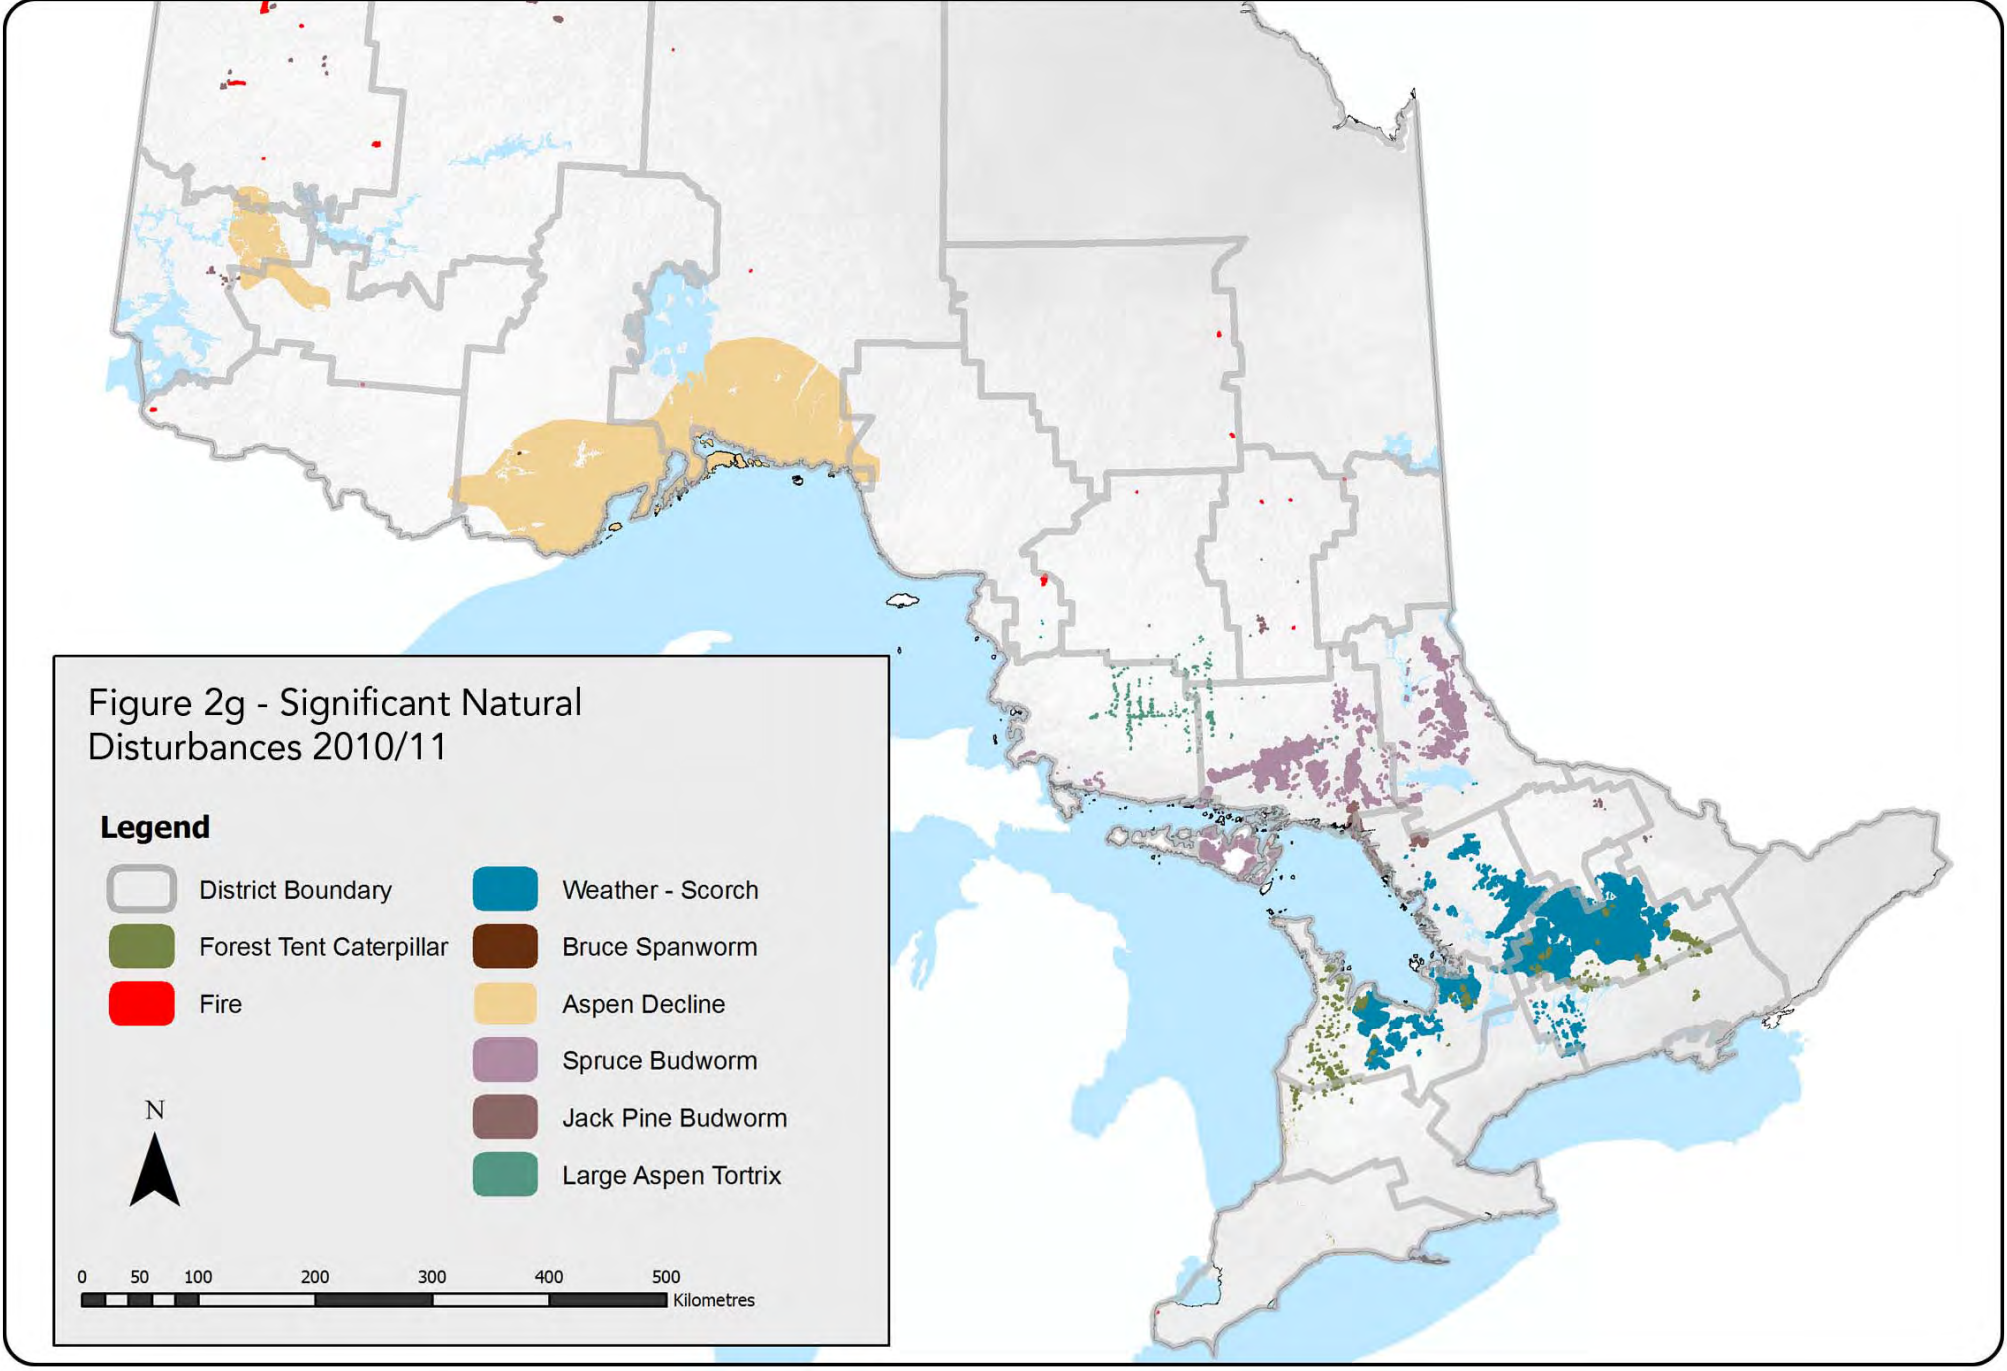 Figure 2g - Significant Natural
Disturbances 2010/11
Legend
District Boundary
Forest Tent Caterpillar
Fire
Weather - Scorch
Bruce Spanworm
Aspen Decline
Spruce Budworm
Jack Pine Budworm
Large Aspen Tortrix
N
0 50 100 200 300 400 500
Kilometres